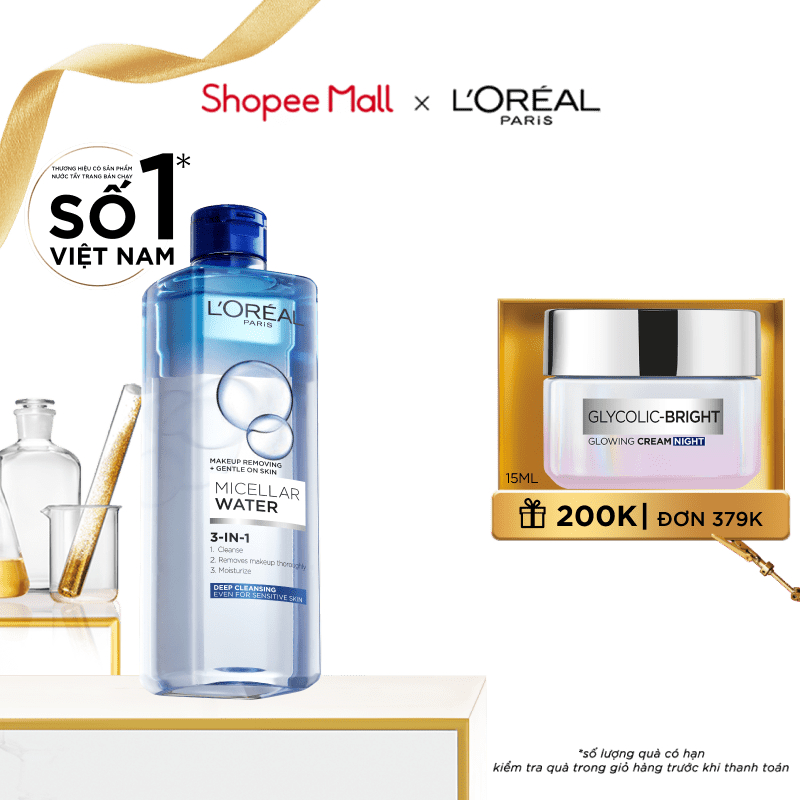 Shopee Mall × L'ORÉAL
PARIS
THƯƠNG HIỆU CÓ SẢN PHẨM
NƯỚC TẨY TRANG BÁN CHẠY
SỐ 1*
VIỆT NAM
L'ORÉAL
PARIS
MAKEUP REMOVING
+ GENTLE ON SKIN
MICELLAR
WATER
3-IN-1
1. Cleanse
2. Removes makeup thoroughly
3. Moisturize
DEEP CLEANSING
EVEN FOR SENSITIVE SKIN
GLYCOLIC-BRIGHT
GLOWING CREAM NIGHT
15ML
200K| ĐƠN 379K
*số lượng quà có hạn
kiểm tra quà trong giỏ hàng trước khi thanh toán